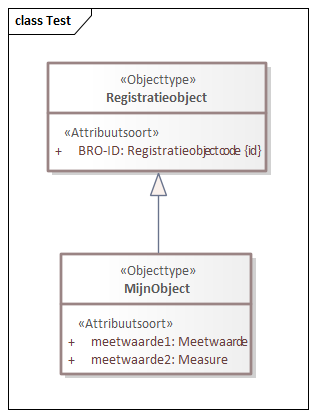 class Test
«Objecttype»
Registratieobject
«Attribuutsoort»
+ BRO-ID: Registratieobjectcode {id}
«Objecttype»
MijnObject
«Attribuutsoort»
+ meetwaarde1: Meetwaarde
+ meetwaarde2: Measure